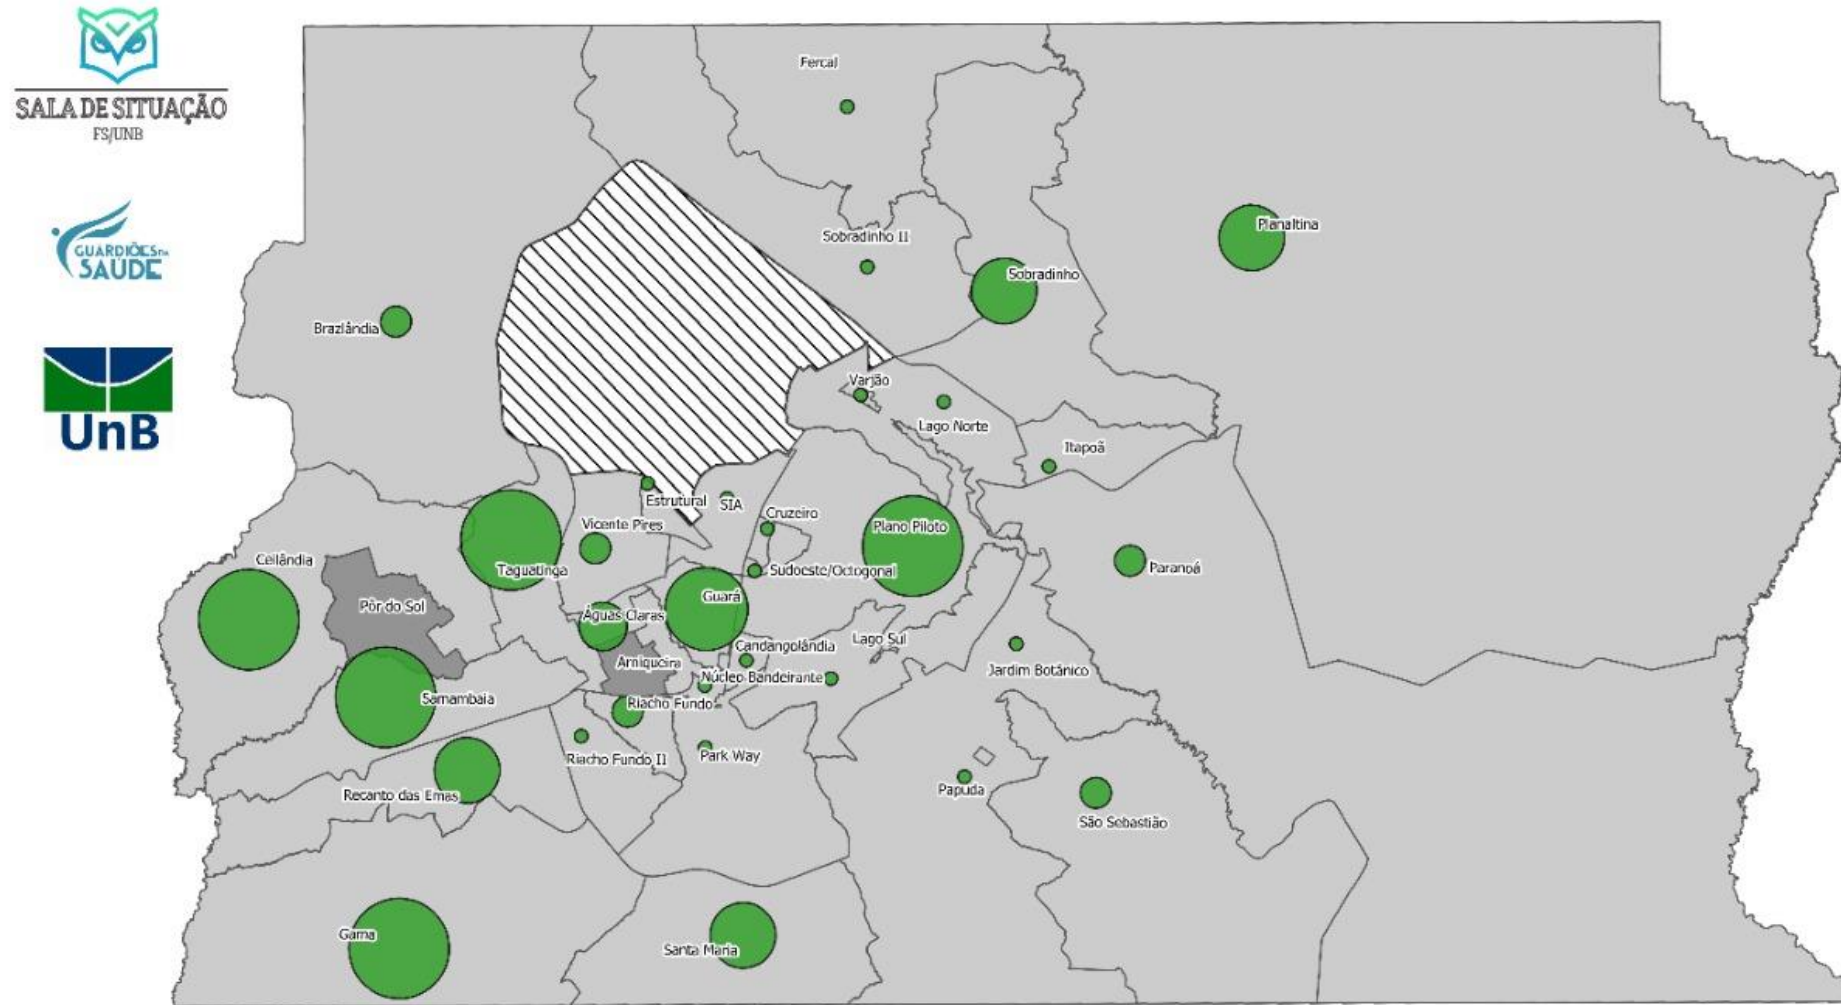 SALA DE SITUAÇÃO
FS/UNB
GUARDIÕES DA
SAÚDE
UnB
Fercal
Planaltina
Sobradinho II
Sobradinho
Brazlândia
Varjão
Lago Norte
Itapoã
Estrutural
SIA
Cruzeiro
Vicente Pires
Plano Piloto
Ceilândia
Taguatinga
Sudoeste/Octogonal
Paranoá
Pôr do Sol
Guará
Águas Claras
Lago Sul
Candangolândia
Arniqueira
Núcleo Bandeirante
Jardim Botânico
Samambaia
Riacho Fundo
Riacho Fundo II
Park Way
Recanto das Emas
Papuda
São Sebastião
Gama
Santa Maria